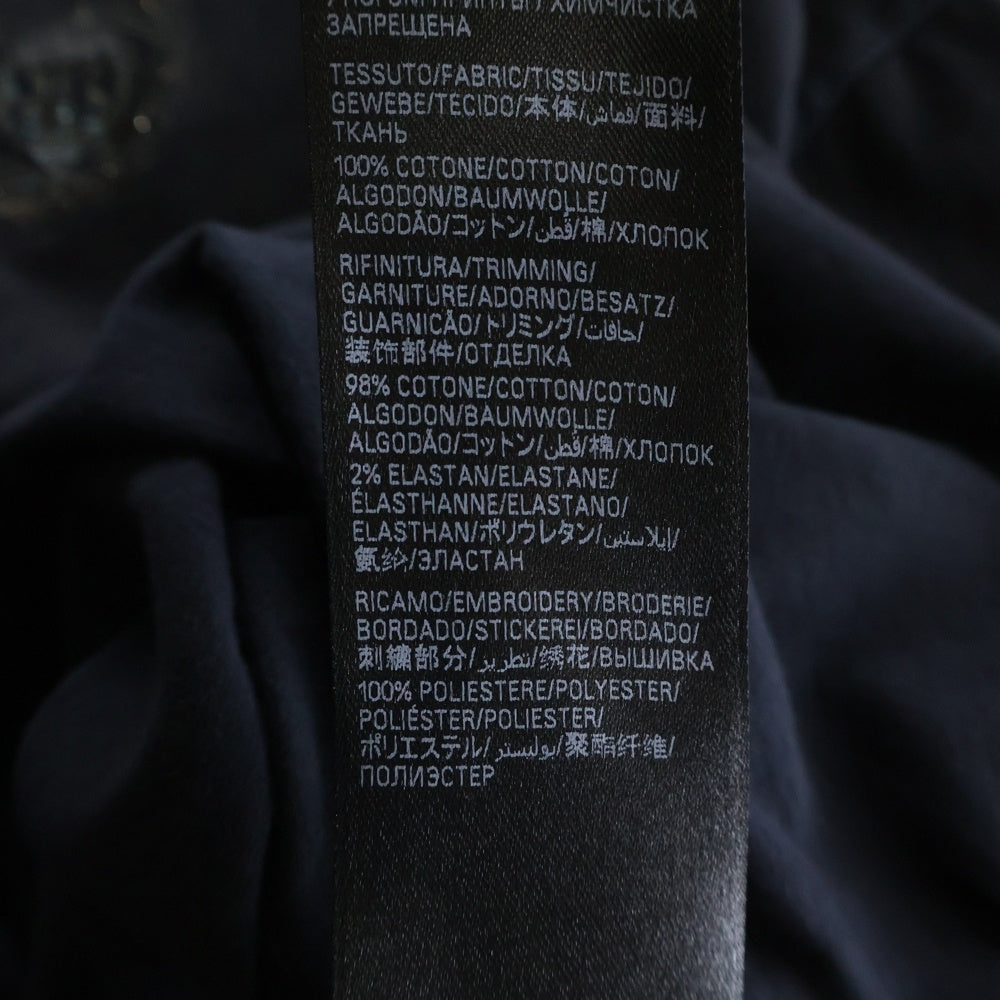 ХИМЧИСТКА
ЗАПРЕЩЕНА
TESSUTO/FABRIC/TISSU/TEJIDO/
GEWEBE/TECIDO/本体/قماش/面料/
ТКАНЬ
100% COTONE/COTTON/COTON/
ALGODON/BAUMWOLLE/
ALGODÃO/コットン/قطن/棉/ХЛОПОК
RIFINITURA/TRIMMING/
GARNITURE/ADORNO/BESATZ/
GUARNICÃO/トリミング/حافات/
装饰部件/ОТДЕЛКА
98% COTONE/COTTON/COTON/
ALGODON/BAUMWOLLE/
ALGODÃO/コットン/قطن/棉/ХЛОПОК
2% ELASTAN/ELASTANE/
ÉLASTHANNE/ELASTANO/
ELASTHAN/ポリウレタン/إيلاستين/
氨纶/ЭЛАСТАН
RICAMO/EMBROIDERY/BRODERIE/
BORDADO/STICKEREI/BORDADO/
刺繍部分/تطريز/绣花/ВЫШИВКА
100% POLIESTERE/POLYESTER/
POLIÉSTER/POLIESTER/
ポリエステル/بوليستر/聚酯纤维/
ПОЛИЭСТЕР